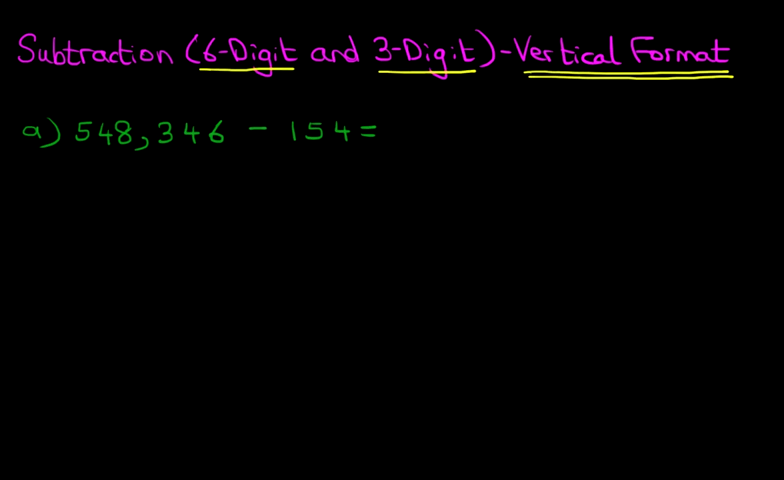 Subtraction (6-Digit and 3-Digit)-Vertical Format
a) 548,346 - 154=